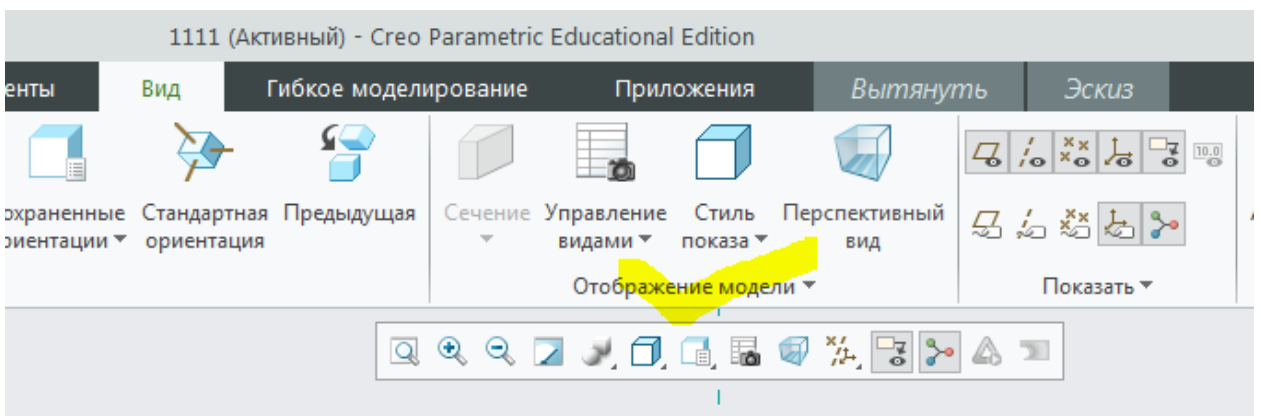 1111 (Активный) - Creo Parametric Educational Edition
енты Вид Гибкое моделирование Приложения Вытянуть Эскиз
10.0
охраненные Стандартная Предыдущая Сечение Управление Стиль Перспективный
риентации ориентация видами показа вид
Отображение модели Показать